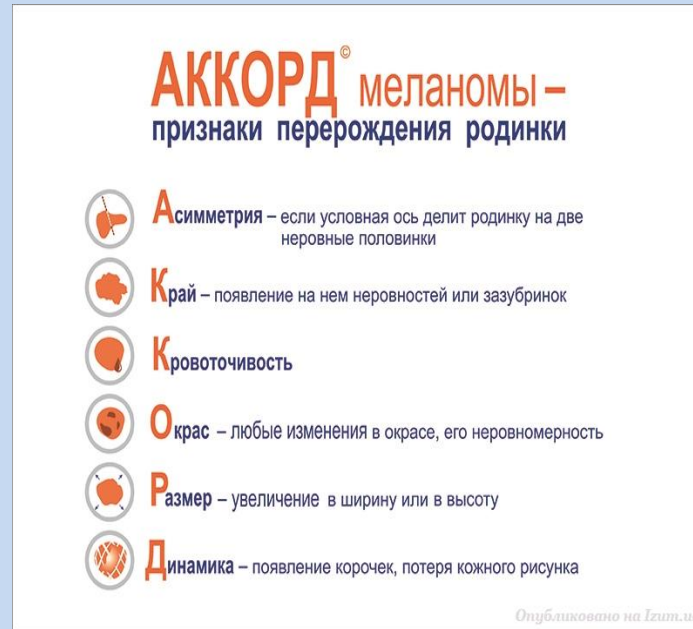 АККОРД© меланомы –
признаки перерождения родинки
Асимметрия – если условная ось делит родинку на две
неровные половинки
Край – появление на нем неровностей или зазубринок
Кровоточивость
Окрас – любые изменения в окрасе, его неровномерность
Размер – увеличение в ширину или в высоту
Динамика – появление корочек, потеря кожного рисунка
Опубликовано на Izum.u